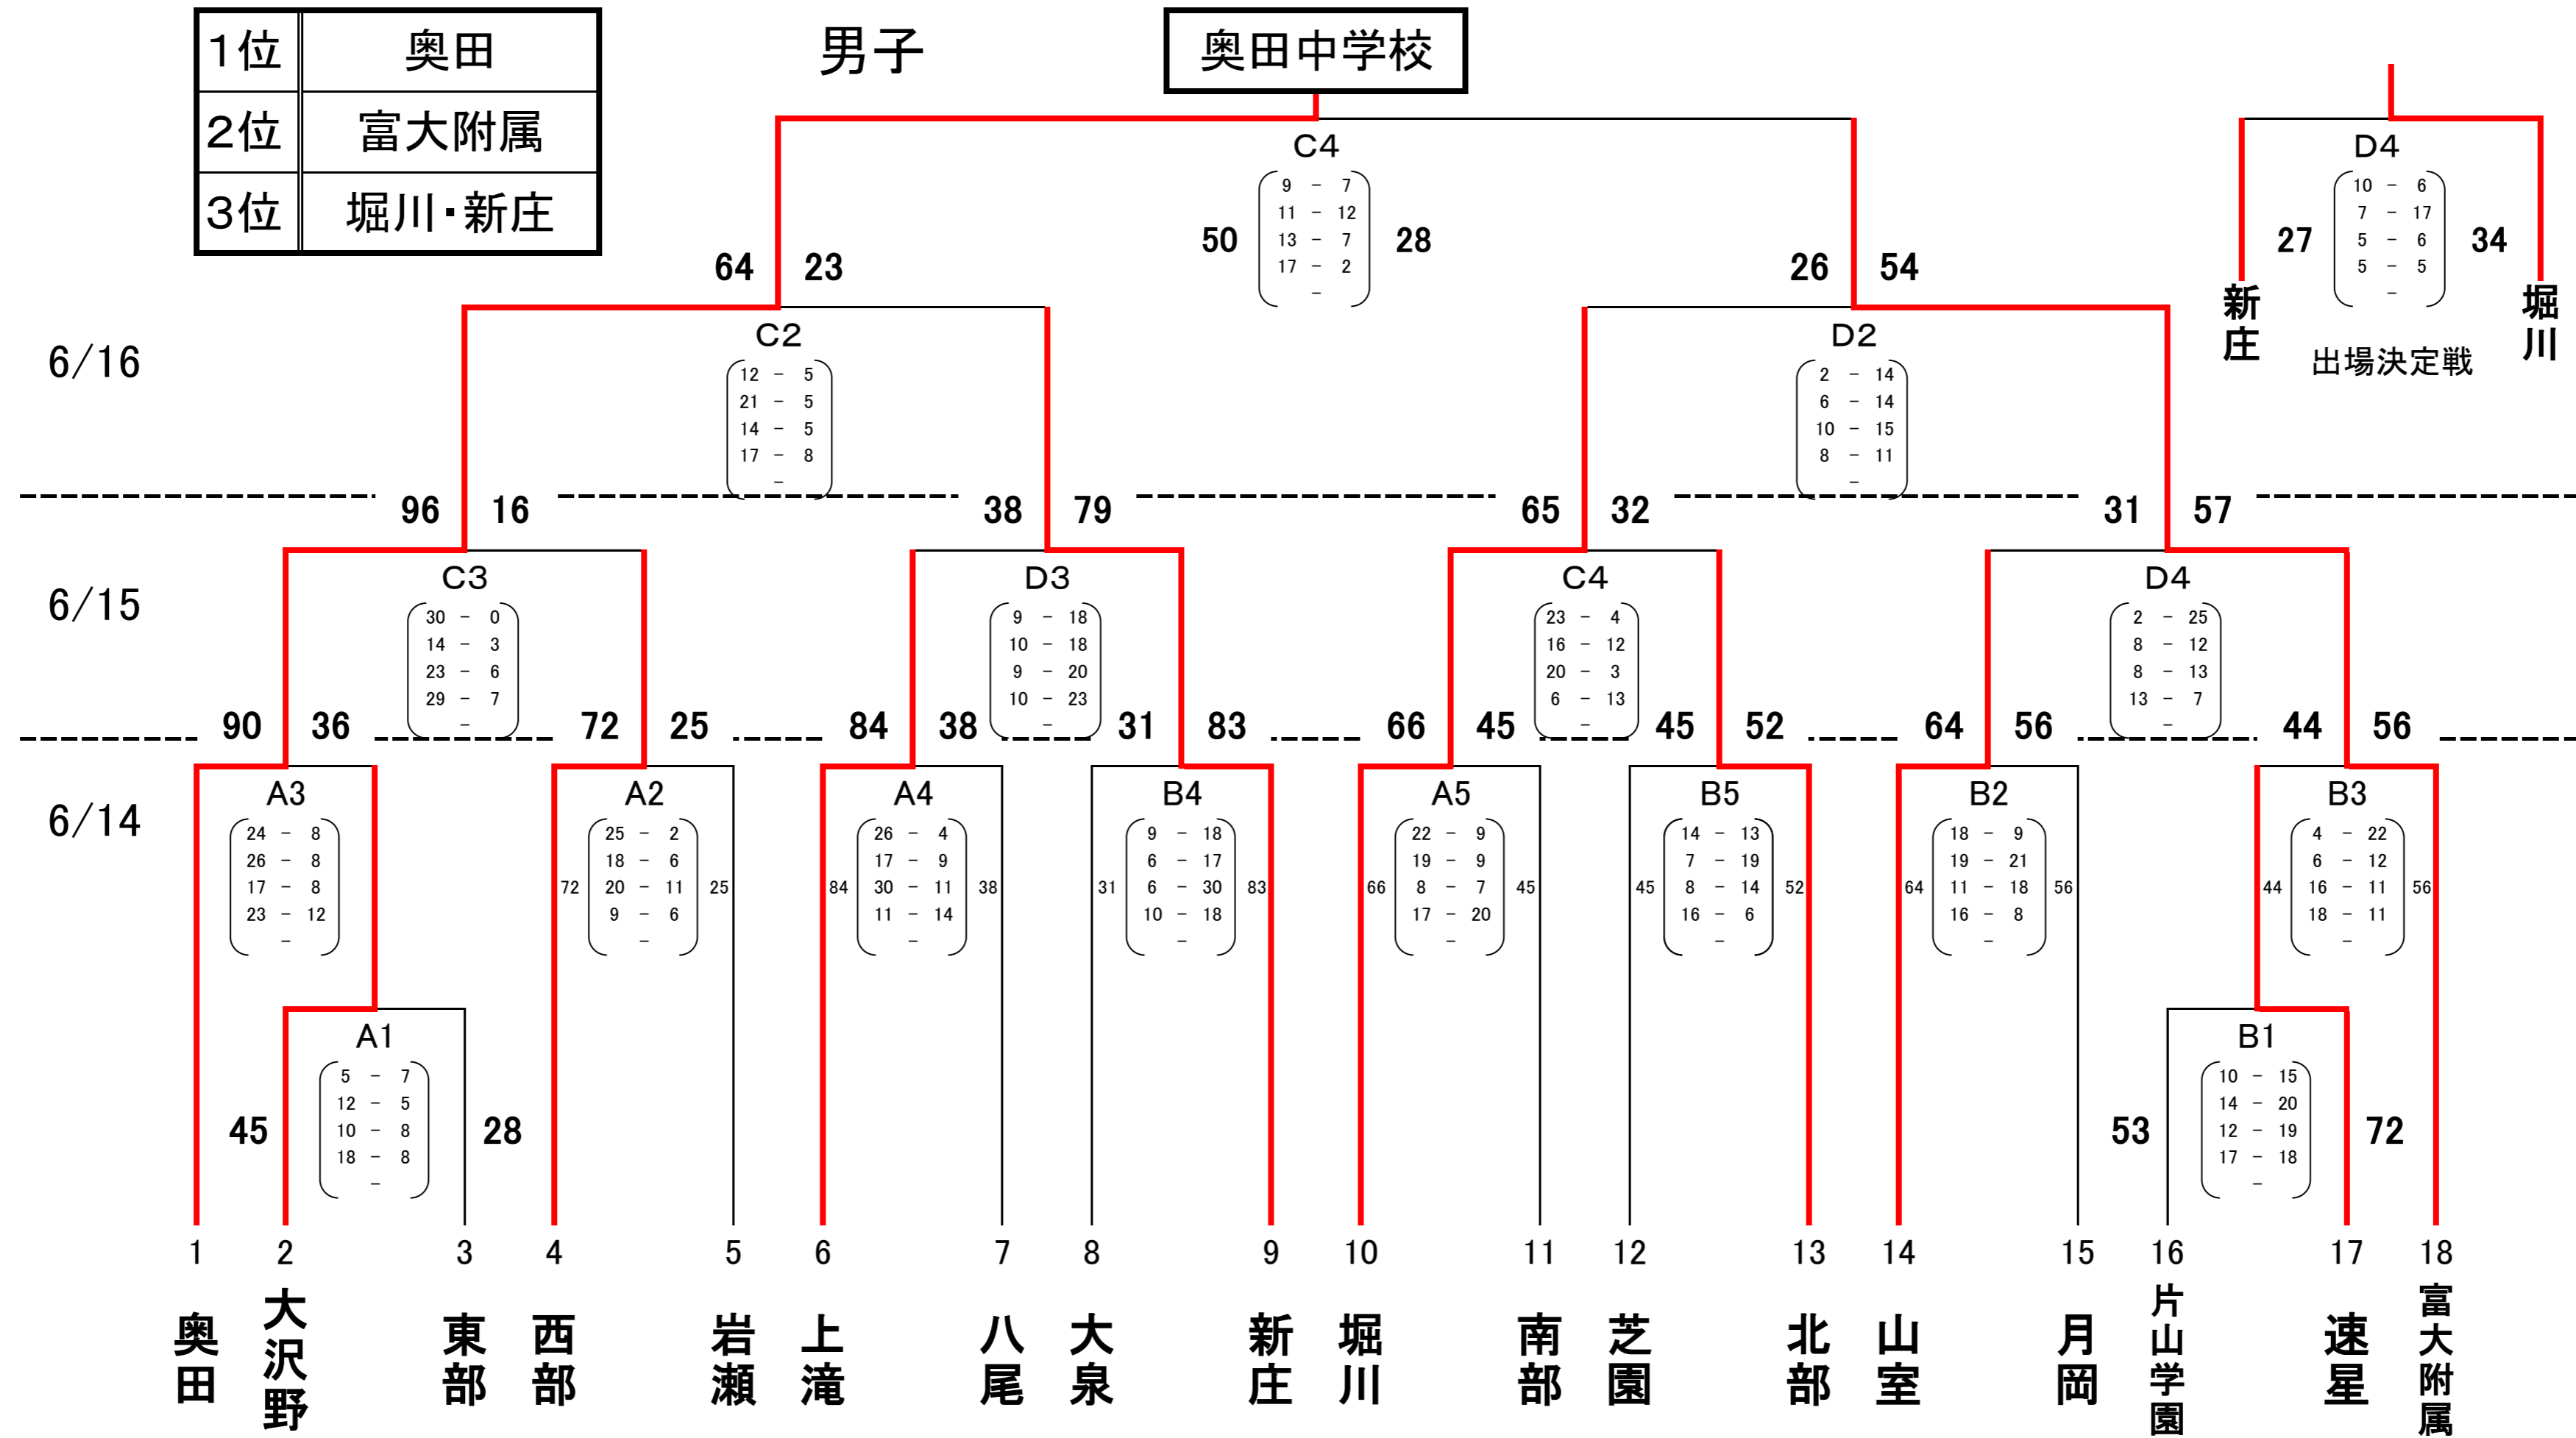 1位 奥田
2位 富大附属
3位 堀川・新庄
男子
奥田中学校
C4
50
9 - 7
11 - 12
13 - 7
17 - 2
-
28
D4
27
10 - 6
7 - 17
5 - 6
5 - 5
-
34
新庄
堀川
出場決定戦
64 23
26 54
6/16
C2
12 - 5
21 - 5
14 - 5
17 - 8
-
D2
2 - 14
6 - 14
10 - 15
8 - 11
-
96 16
38 79
65 32
31 57
6/15
C3
30 - 0
14 - 3
23 - 6
29 - 7
-
D3
9 - 18
10 - 18
9 - 20
10 - 23
-
C4
23 - 4
16 - 12
20 - 3
6 - 13
-
D4
2 - 25
8 - 12
8 - 13
13 - 7
-
90 36
72 25
84 38
31 83
66 45
45 52
64 56
44 56
6/14
A3
24 - 8
26 - 8
17 - 8
23 - 12
-
A2
72
25 - 2
18 - 6
20 - 11
9 - 6
-
25
A4
84
26 - 4
17 - 9
30 - 11
11 - 14
-
38
B4
31
9 - 18
6 - 17
6 - 30
10 - 18
-
83
A5
66
22 - 9
19 - 9
8 - 7
17 - 20
-
45
B5
45
14 - 13
7 - 19
8 - 14
16 - 6
-
52
B2
64
18 - 9
19 - 21
11 - 18
16 - 8
-
56
B3
44
4 - 22
6 - 12
16 - 11
18 - 11
-
56
A1
45
5 - 7
12 - 5
10 - 8
18 - 8
-
28
B1
53
10 - 15
14 - 20
12 - 19
17 - 18
-
72
1 2 3 4 5 6 7 8 9 10 11 12 13 14 15 16 17 18
奥田
大沢野
東部
西部
岩瀬
上滝
八尾
大泉
新庄
堀川
南部
芝園
北部
山室
月岡
片山学園
速星
富大附属